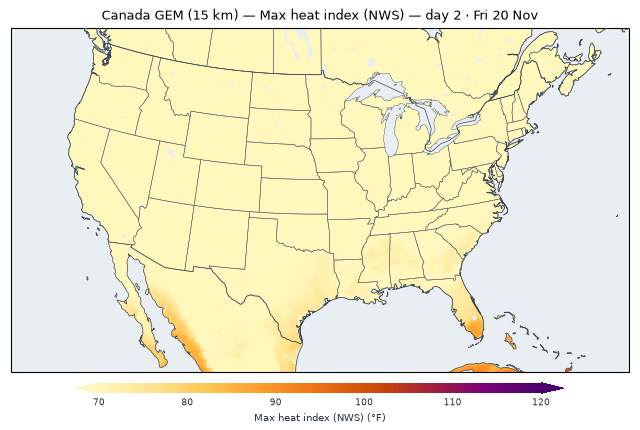 Canada GEM (15 km) — Max heat index (NWS) — day 2 · Fri 20 Nov
70 80 90 100 110 120
Max heat index (NWS) (°F)